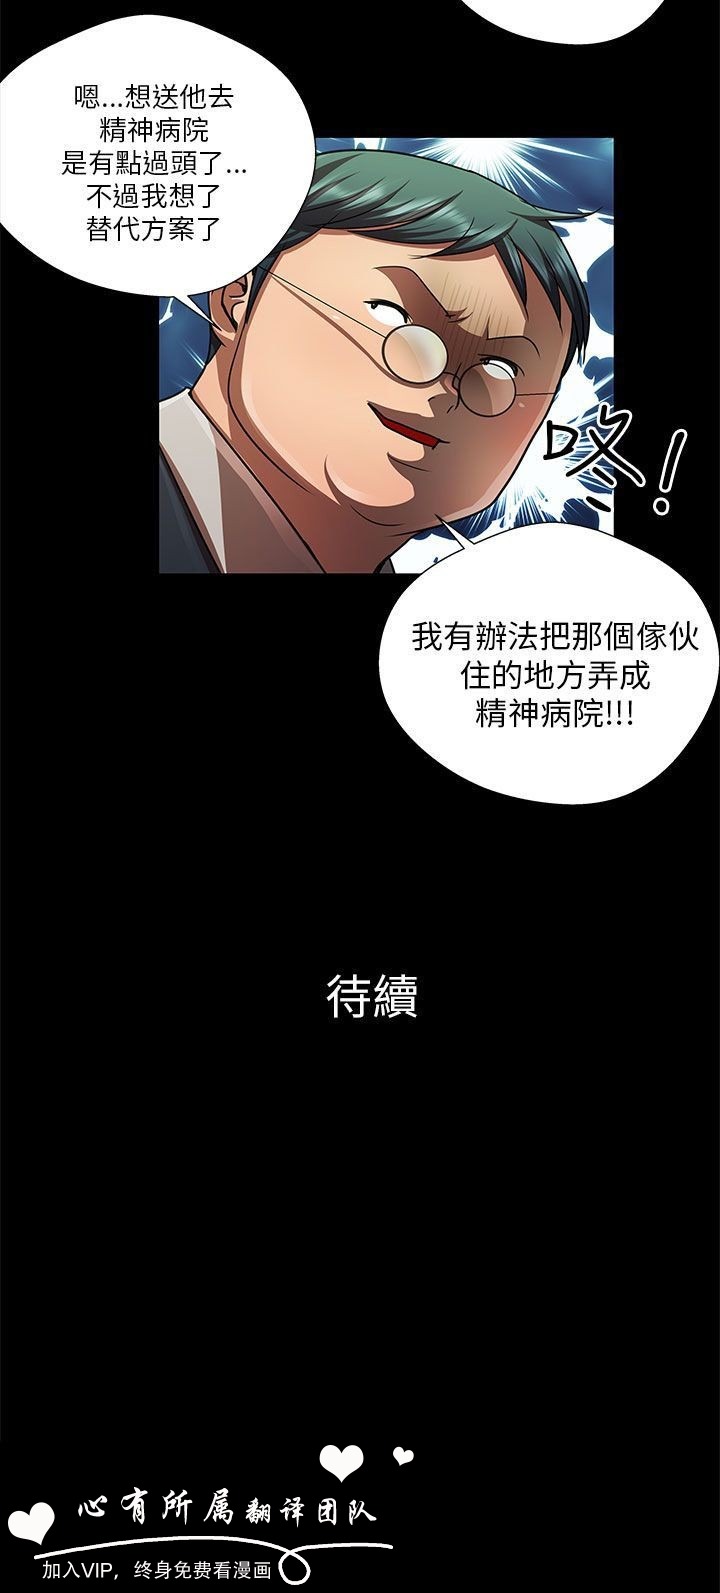 嗯…想送他去
精神病院
是有點過頭了…
不過我想了
替代方案了
咚!
我有辦法把那個傢伙
住的地方弄成
精神病院!!!
待續
心有所属翻译团队
加入VIP，终身免费看漫画